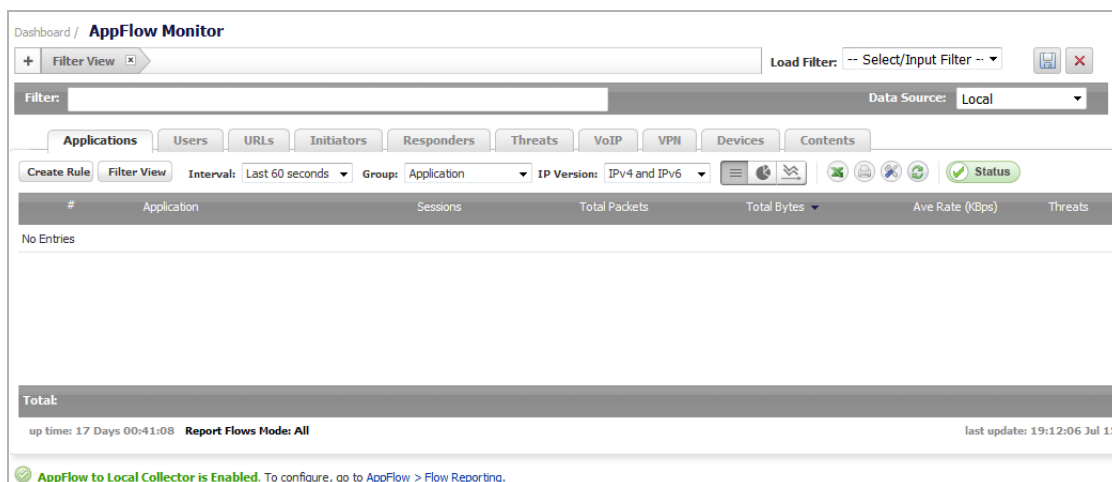 Dashboard / AppFlow Monitor
+ Filter View x Load Filter: -- Select/Input Filter --
Filter: Data Source: Local
Applications Users URLs Initiators Responders Threats VoIP VPN Devices Contents
Create Rule Filter View Interval: Last 60 seconds Group: Application IP Version: IPv4 and IPv6 Status
# Application Sessions Total Packets Total Bytes Ave Rate (KBps) Threats
No Entries
Total:
up time: 17 Days 00:41:08 Report Flows Mode: All last update: 19:12:06 Jul
AppFlow to Local Collector is Enabled. To configure, go to AppFlow > Flow Reporting.